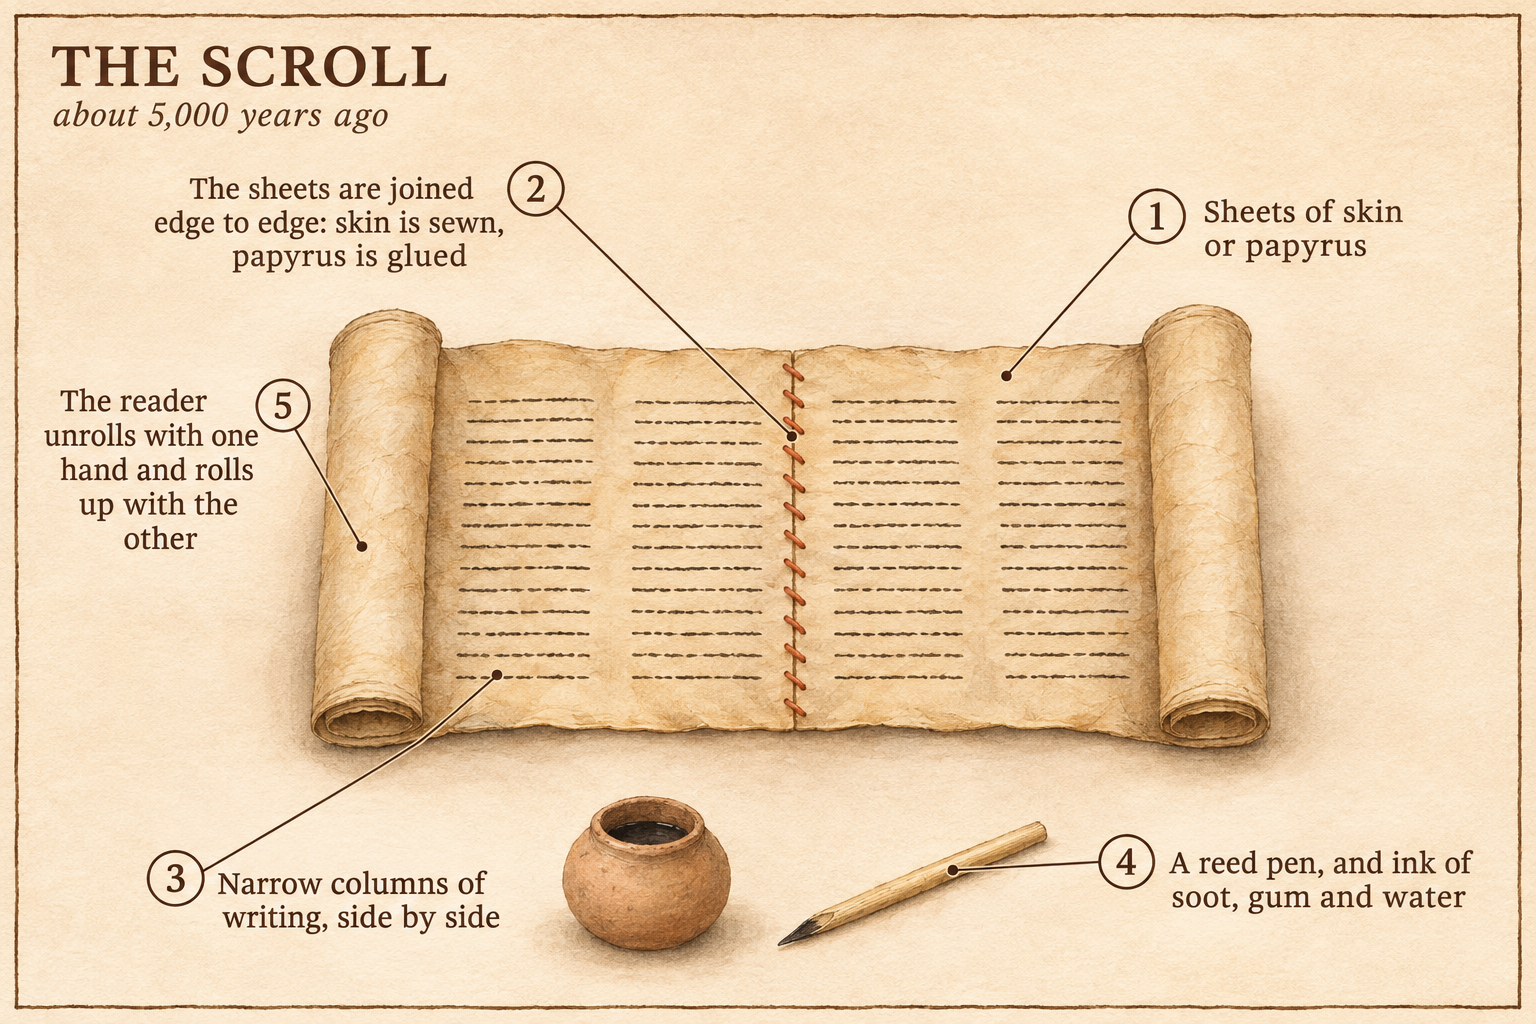 THE SCROLL
about 5,000 years ago
1
Sheets of skin
or papyrus
2
The sheets are joined
edge to edge: skin is sewn,
papyrus is glued
3
Narrow columns of
writing, side by side
4
A reed pen, and ink of
soot, gum and water
5
The reader
unrolls with one
hand and rolls
up with the
other